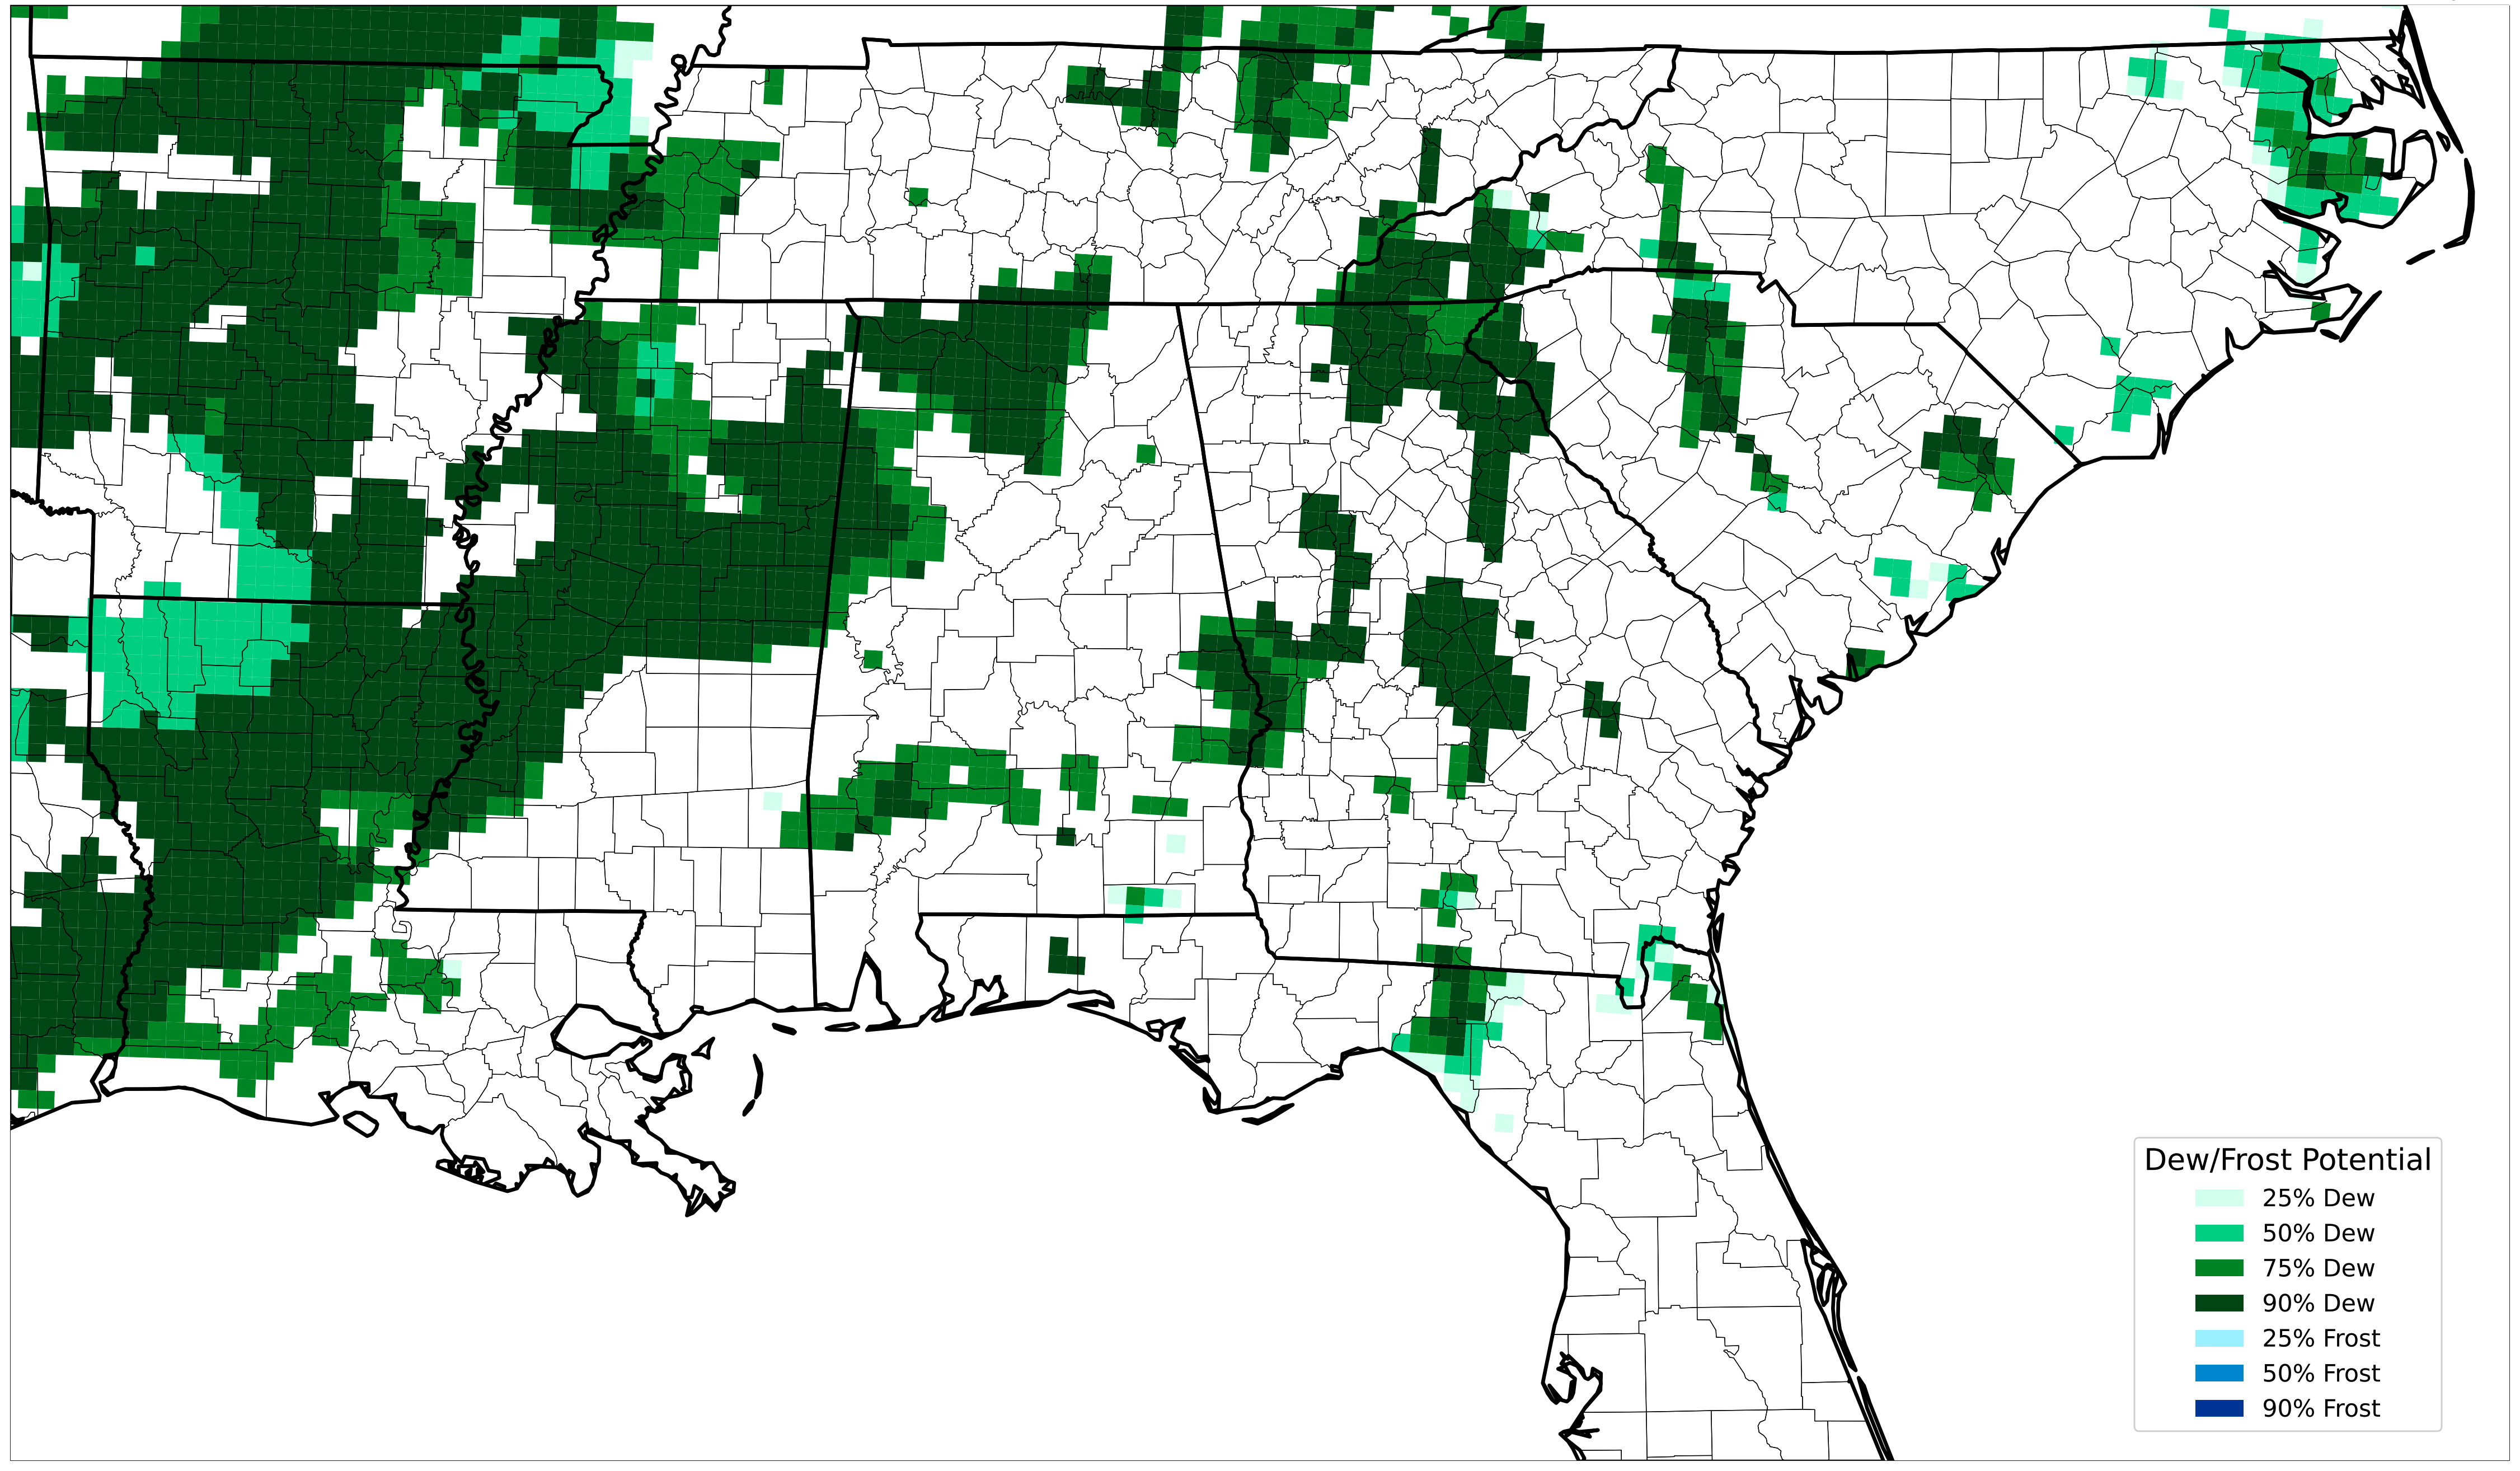 Dew/Frost Potential
25% Dew
50% Dew
75% Dew
90% Dew
25% Frost
50% Frost
90% Frost